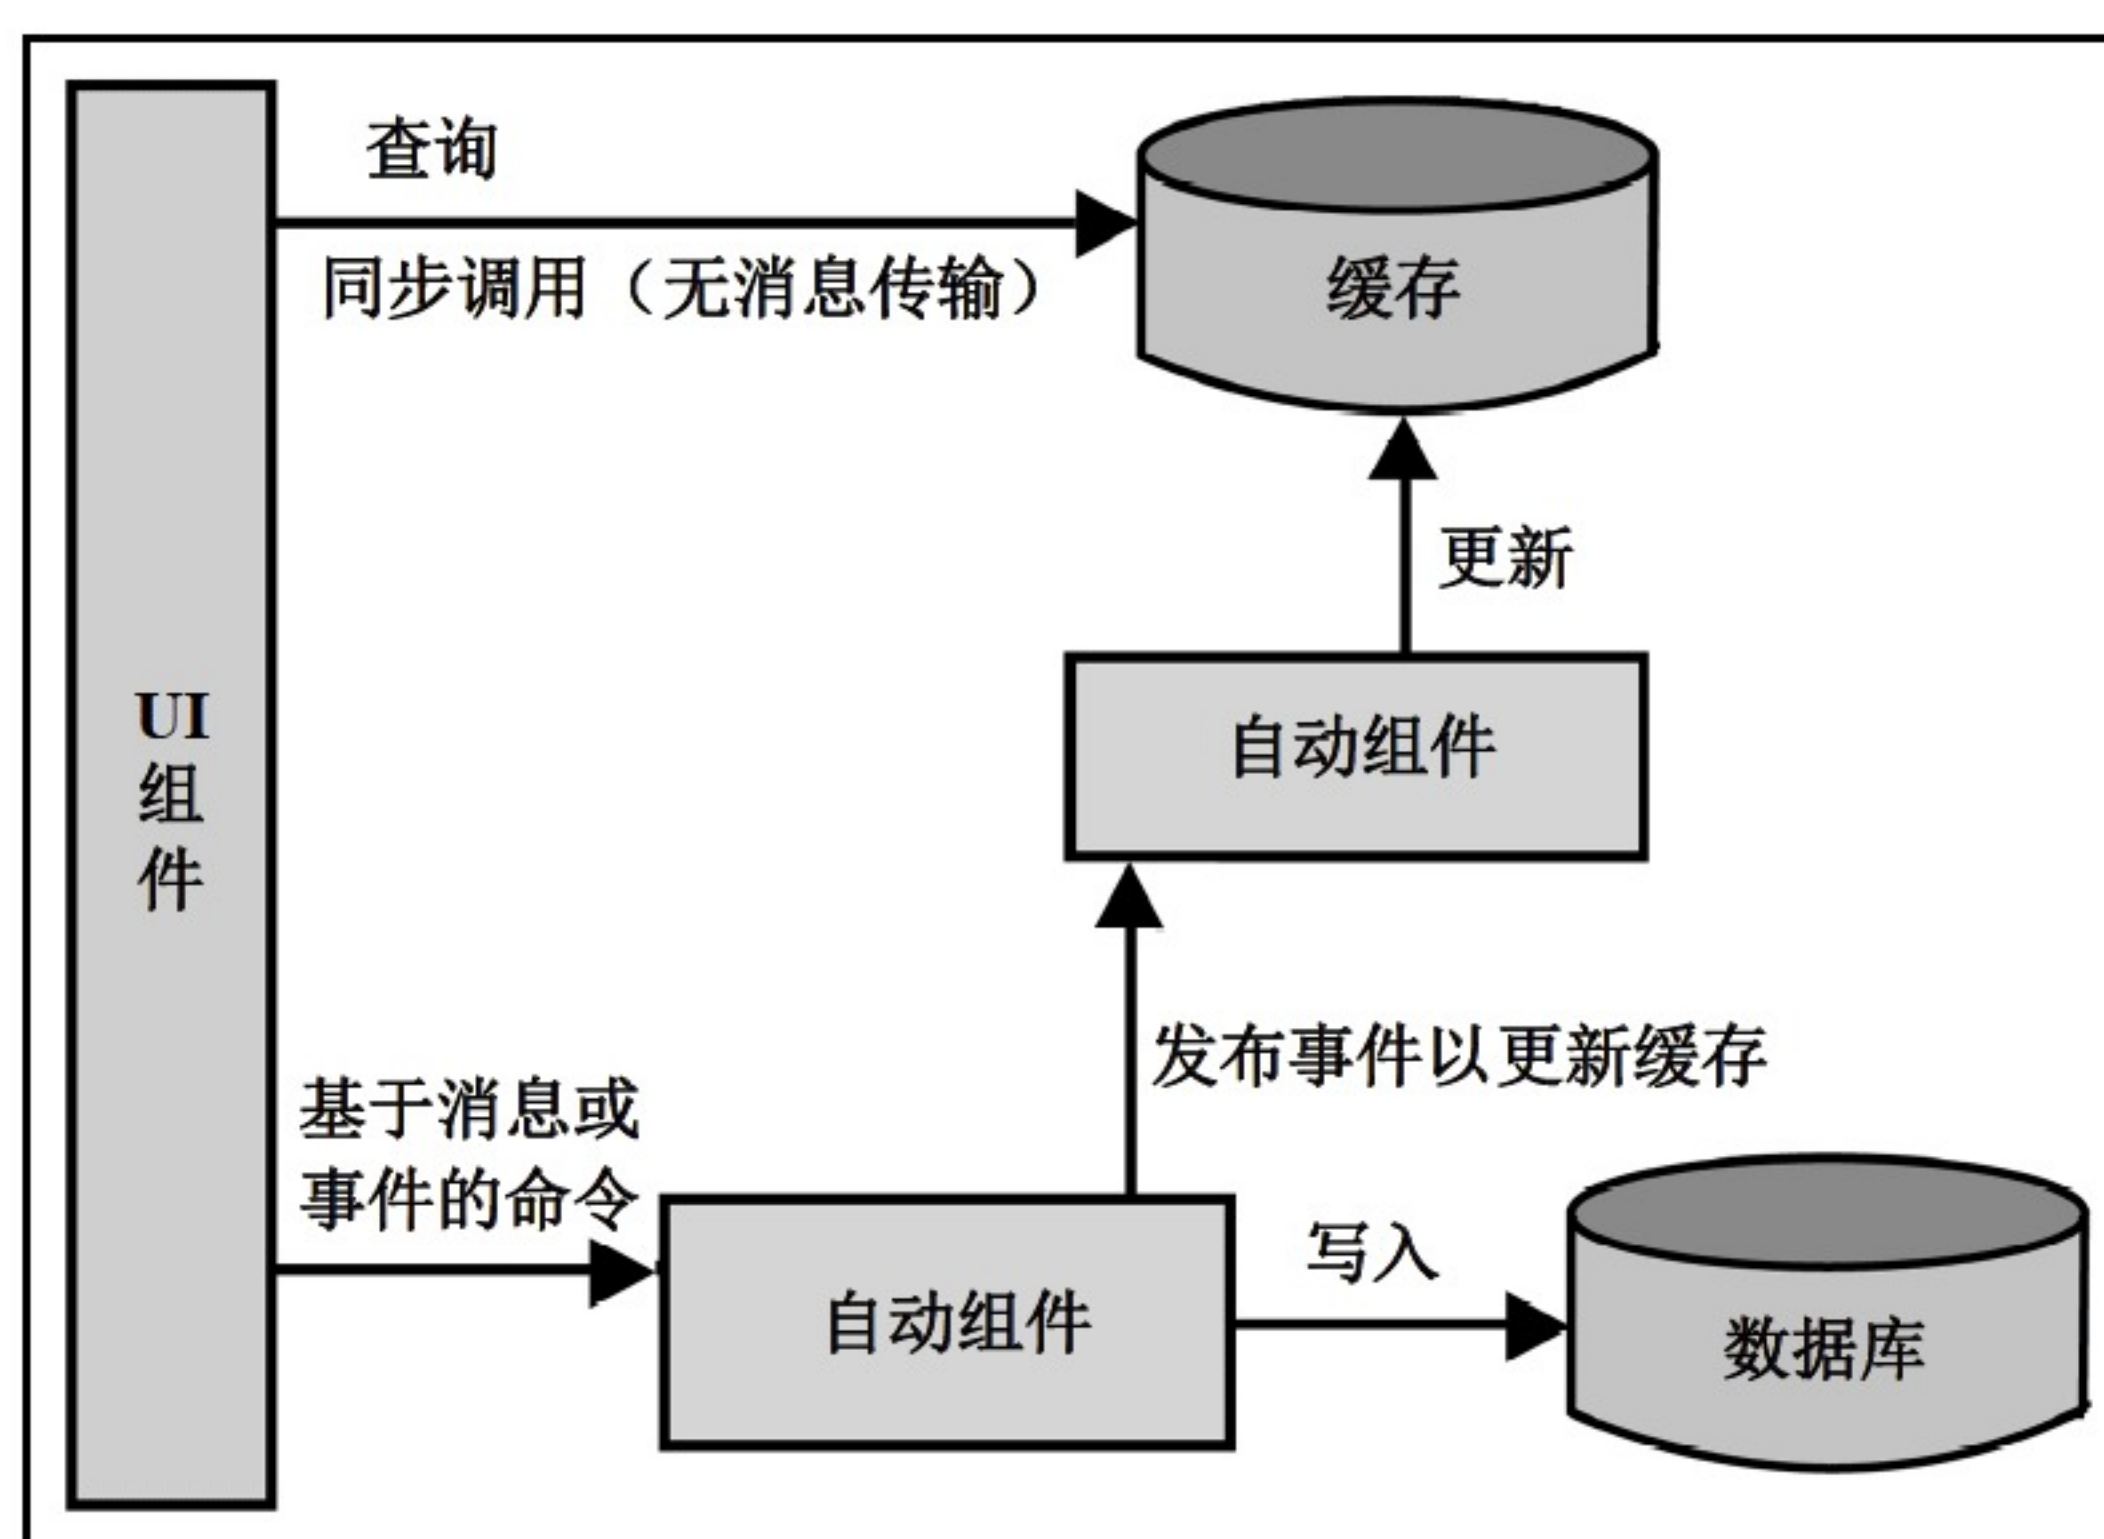 查询
同步调用（无消息传输）
缓存
更新
UI
组
件
自动组件
发布事件以更新缓存
基于消息或
事件的命令
自动组件
写入
数据库